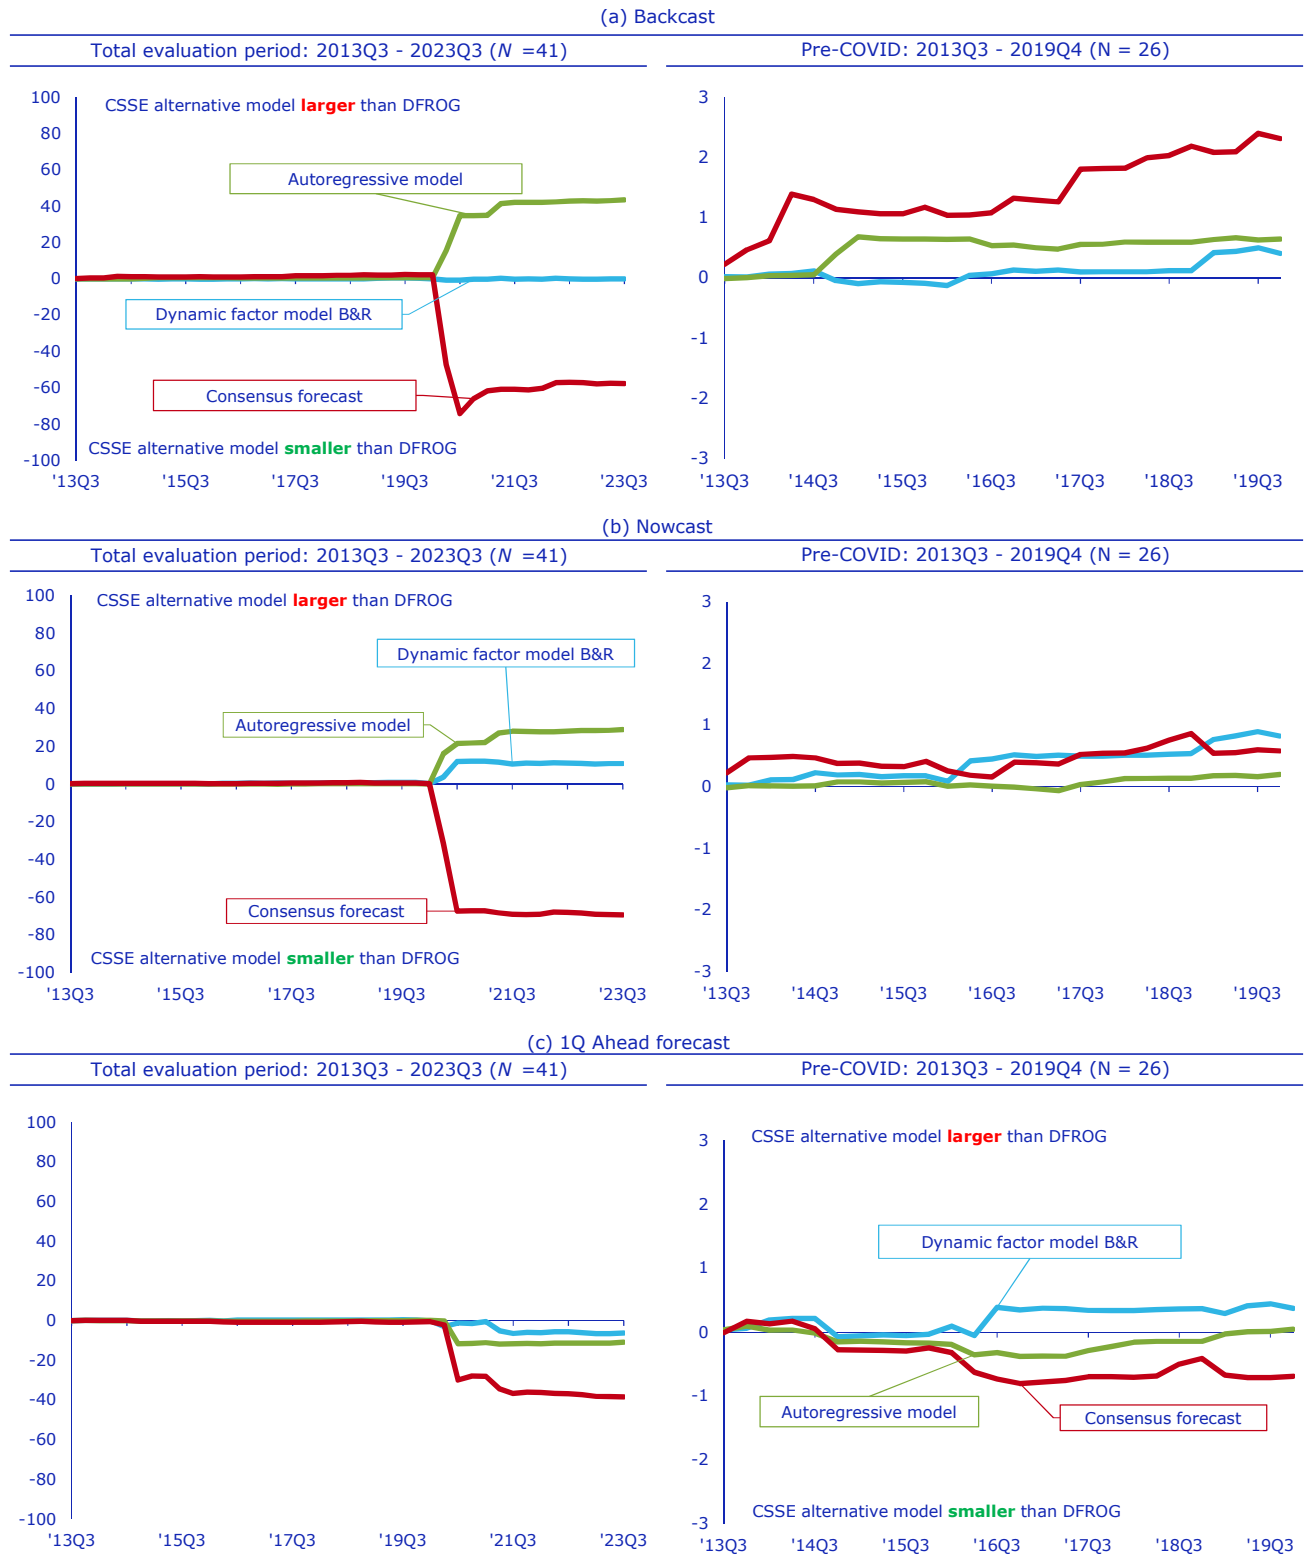 (a) Backcast
Total evaluation period: 2013Q3 - 2023Q3 (N =41)
Pre-COVID: 2013Q3 - 2019Q4 (N = 26)
CSSE alternative model larger than DFROG
100
80
60
40
20
0
-20
-40
-60
-80
-100
Autoregressive model
Dynamic factor model B&R
Consensus forecast
CSSE alternative model smaller than DFROG
'13Q3 '15Q3 '17Q3 '19Q3 '21Q3 '23Q3
3
2
1
0
-1
-2
-3
'13Q3 '14Q3 '15Q3 '16Q3 '17Q3 '18Q3 '19Q3
(b) Nowcast
Total evaluation period: 2013Q3 - 2023Q3 (N =41)
Pre-COVID: 2013Q3 - 2019Q4 (N = 26)
CSSE alternative model larger than DFROG
100
80
60
40
20
0
-20
-40
-60
-80
-100
Dynamic factor model B&R
Autoregressive model
Consensus forecast
CSSE alternative model smaller than DFROG
'13Q3 '15Q3 '17Q3 '19Q3 '21Q3 '23Q3
3
2
1
0
-1
-2
-3
'13Q3 '14Q3 '15Q3 '16Q3 '17Q3 '18Q3 '19Q3
(c) 1Q Ahead forecast
Total evaluation period: 2013Q3 - 2023Q3 (N =41)
Pre-COVID: 2013Q3 - 2019Q4 (N = 26)
100
80
60
40
20
0
-20
-40
-60
-80
-100
'13Q3 '15Q3 '17Q3 '19Q3 '21Q3 '23Q3
CSSE alternative model larger than DFROG
3
2
1
0
-1
-2
-3
Dynamic factor model B&R
Autoregressive model
Consensus forecast
CSSE alternative model smaller than DFROG
'13Q3 '14Q3 '15Q3 '16Q3 '17Q3 '18Q3 '19Q3